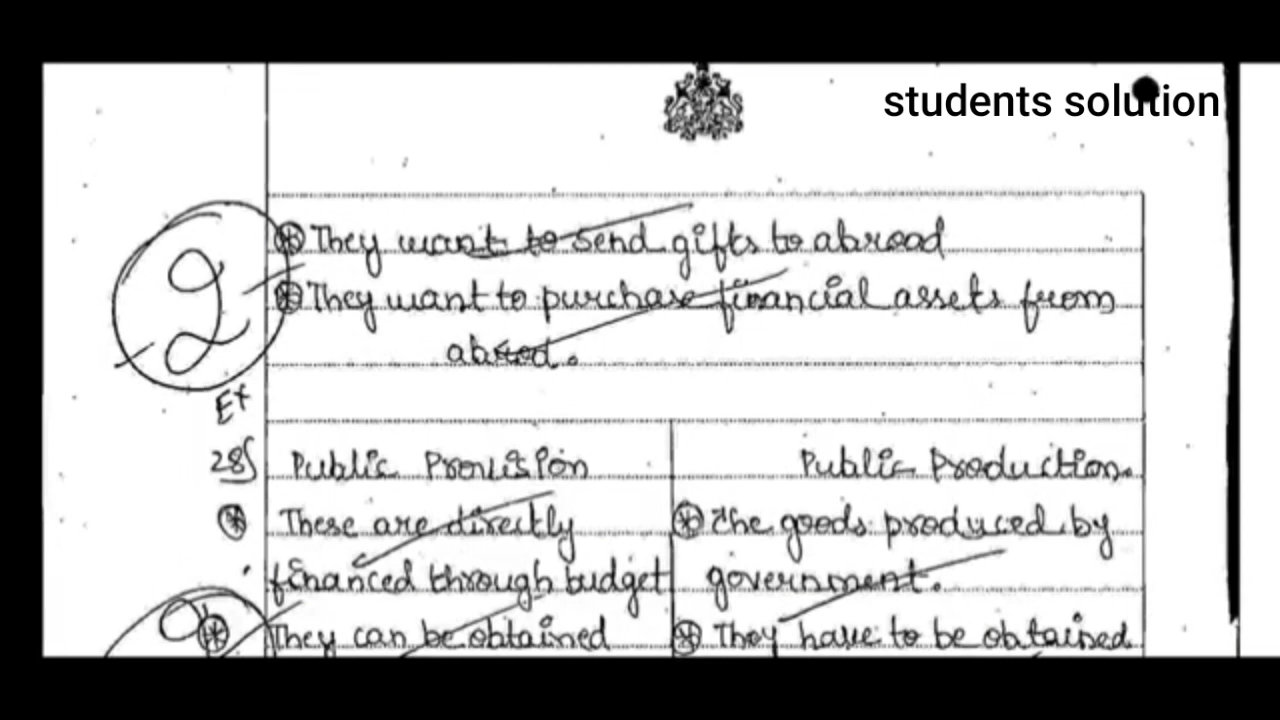 students solution
⊛ They want to send gifts to abroad
2
⊛ They want to purchase financial assets from
abroad.
28) Public Provision Public Production.
⊛ These are directly ⊛ The goods produced by
financed through budget government.
⊛ They can be obtained ⊛ They have to be obtained